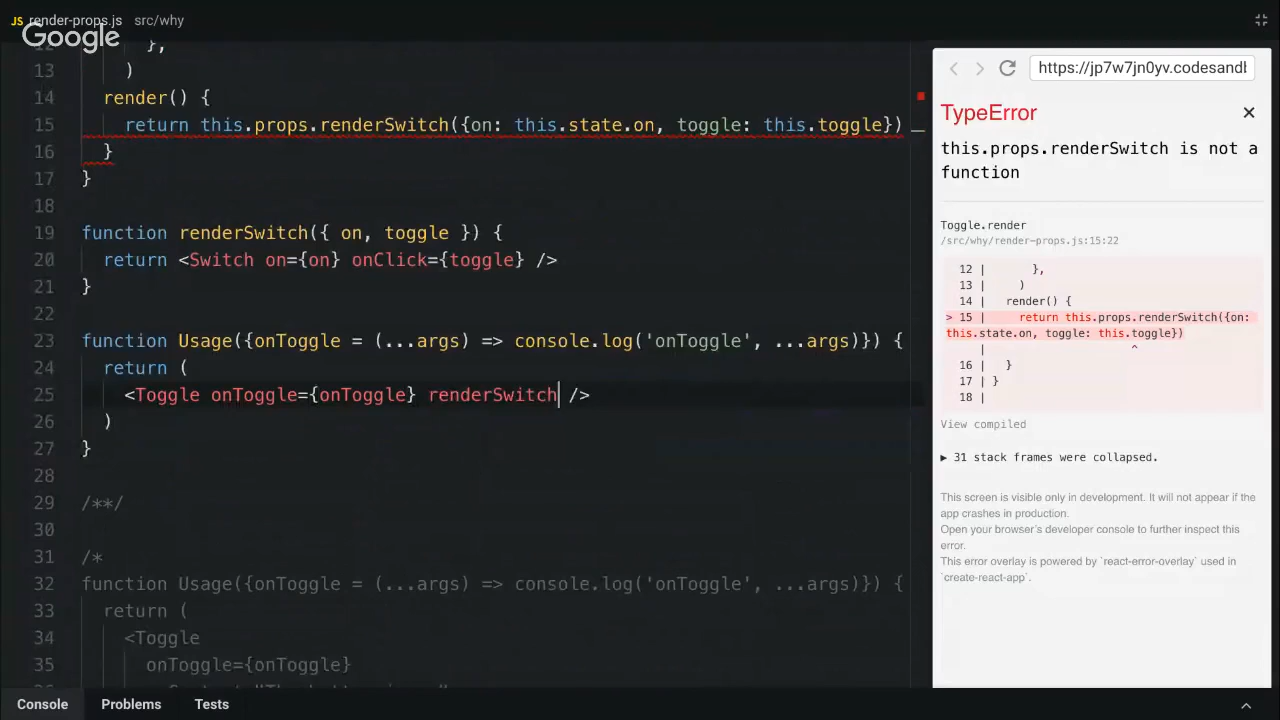 JS render-props.js src/why
Google
12 },
13 )
14 render() {
15 return this.props.renderSwitch({on: this.state.on, toggle: this.toggle})
16 }
17 }
18
19 function renderSwitch({ on, toggle }) {
20 return <Switch on={on} onClick={toggle} />
21 }
22
23 function Usage({onToggle = (...args) => console.log('onToggle', ...args)}) {
24 return (
25 <Toggle onToggle={onToggle} renderSwitch />
26 )
27 }
28
29 /**/
30
31 /*
32 function Usage({onToggle = (...args) => console.log('onToggle', ...args)}) {
33 return (
34 <Toggle
35 onToggle={onToggle}
Console Problems Tests
https://jp7w7jn0yv.codesandb
TypeError
this.props.renderSwitch is not a
function
Toggle.render
/src/why/render-props.js:15:22
12 | },
13 | )
14 | render() {
> 15 | return this.props.renderSwitch({on:
this.state.on, toggle: this.toggle})
| ^
16 | }
17 | }
18 |
View compiled
▶ 31 stack frames were collapsed.
This screen is visible only in development. It will not appear if the
app crashes in production.
Open your browser's developer console to further inspect this
error.
This error overlay is powered by `react-error-overlay` used in
`create-react-app`.